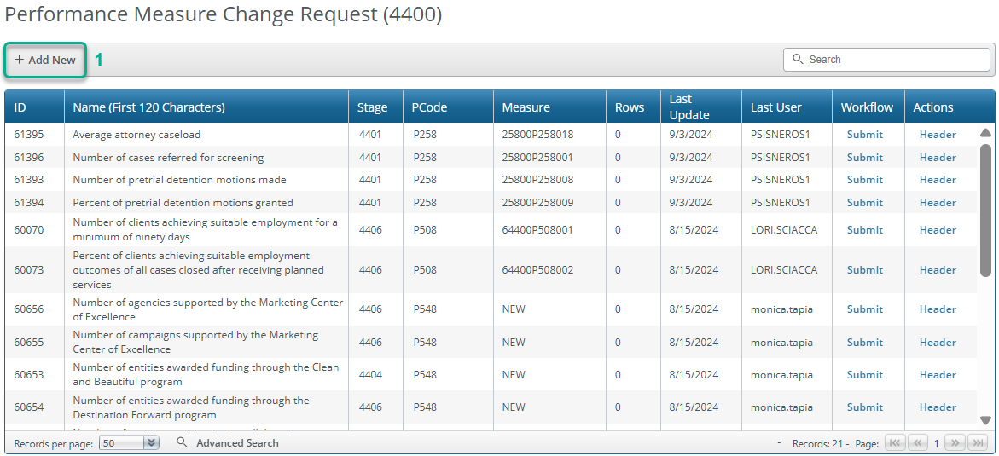 Performance Measure Change Request (4400)
+ Add New 1 Search
ID Name (First 120 Characters) Stage PCode Measure Rows Last Update Last User Workflow Actions
61395 Average attorney caseload 4401 P258 25800P258018 0 9/3/2024 PSISNEROS1 Submit Header
61396 Number of cases referred for screening 4401 P258 25800P258001 0 9/3/2024 PSISNEROS1 Submit Header
61393 Number of pretrial detention motions made 4401 P258 25800P258008 0 9/3/2024 PSISNEROS1 Submit Header
61394 Percent of pretrial detention motions granted 4401 P258 25800P258009 0 9/3/2024 PSISNEROS1 Submit Header
60070 Number of clients achieving suitable employment for a minimum of ninety days 4406 P508 64400P508001 0 8/15/2024 LORI.SCIACCA Submit Header
60073 Percent of clients achieving suitable employment outcomes of all cases closed after receiving planned services 4406 P508 64400P508002 0 8/15/2024 LORI.SCIACCA Submit Header
60656 Number of agencies supported by the Marketing Center of Excellence 4406 P548 NEW 0 8/15/2024 monica.tapia Submit Header
60655 Number of campaigns supported by the Marketing Center of Excellence 4406 P548 NEW 0 8/15/2024 monica.tapia Submit Header
60653 Number of entities awarded funding through the Clean and Beautiful program 4404 P548 NEW 0 8/15/2024 monica.tapia Submit Header
60654 Number of entities awarded funding through the Destination Forward program 4406 P548 NEW 0 8/15/2024 monica.tapia Submit Header
Records per page: 50 Advanced Search - Records: 21 - Page: 1